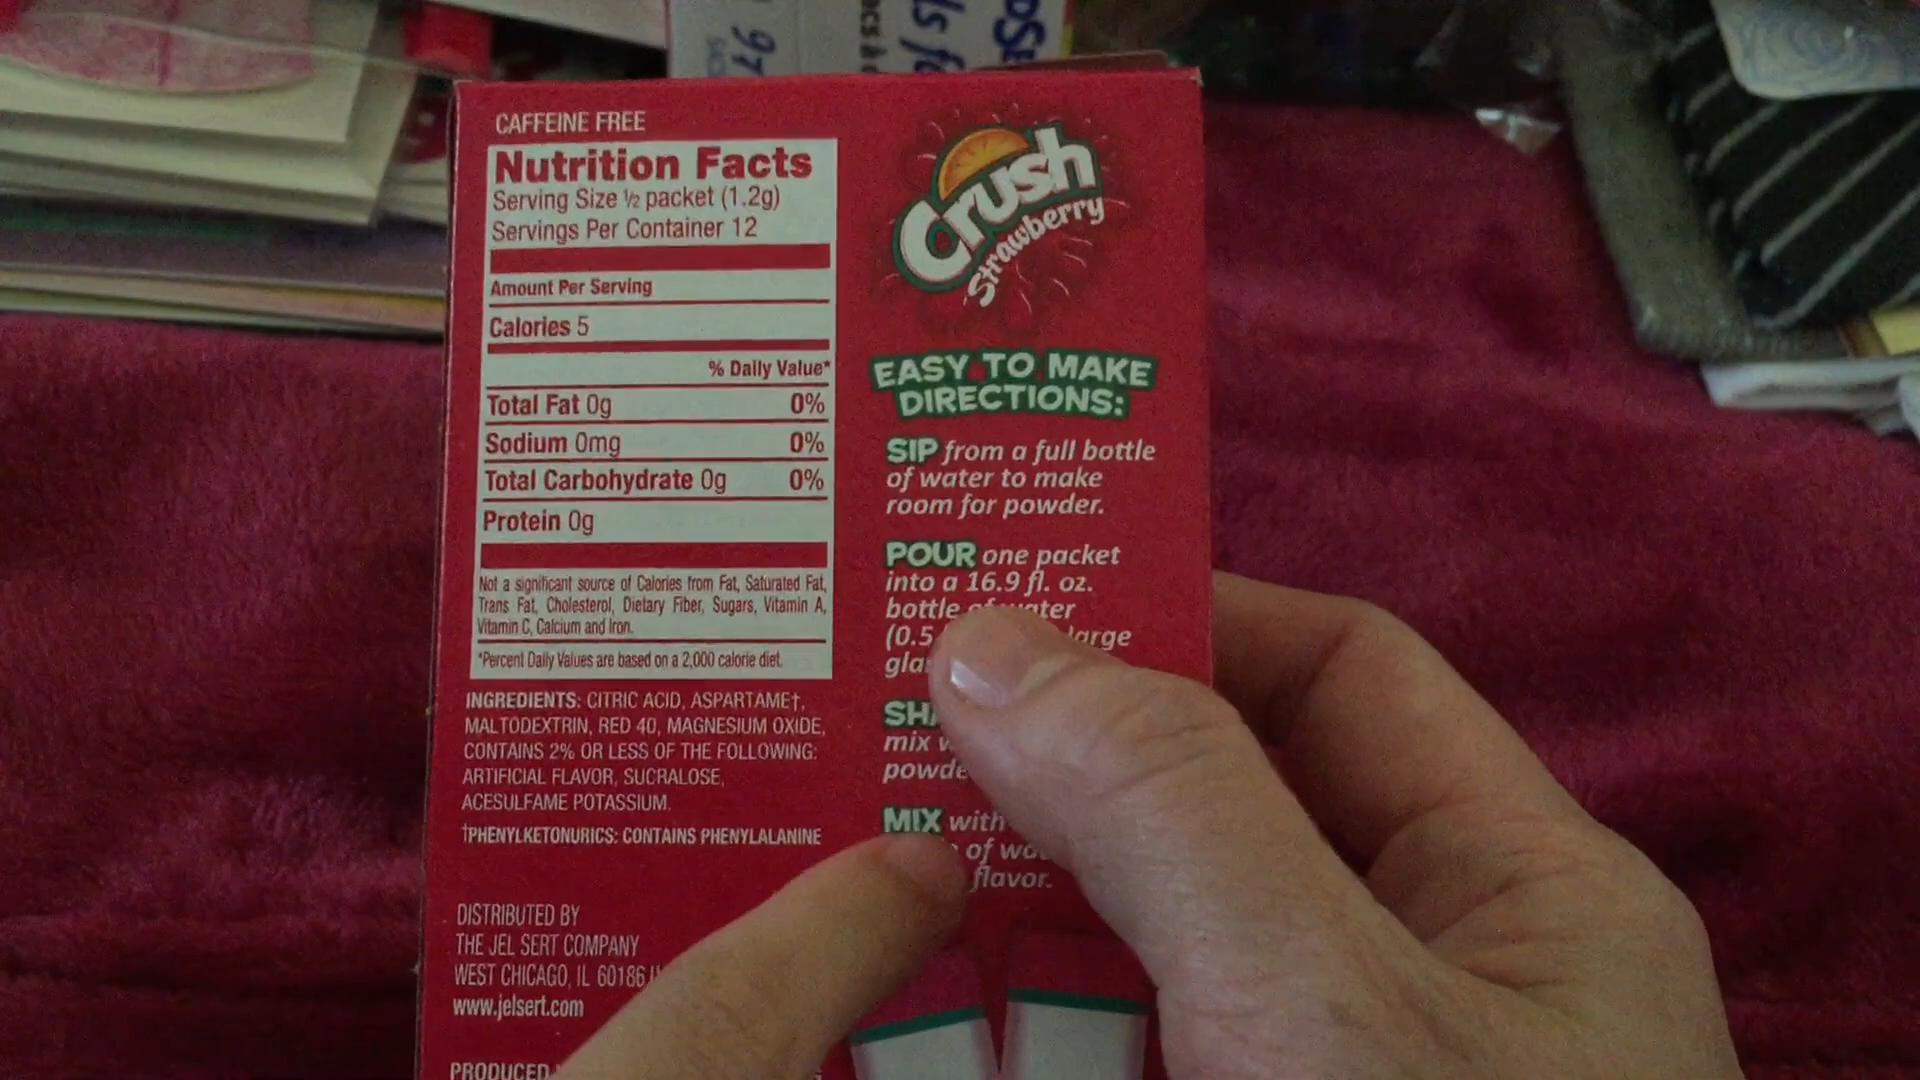 97
ls fo
CAFFEINE FREE
Nutrition Facts
Serving Size ½ packet (1.2g)
Servings Per Container 12
Amount Per Serving
Calories 5
% Daily Value*
Total Fat 0g 0%
Sodium 0mg 0%
Total Carbohydrate 0g 0%
Protein 0g
Not a significant source of Calories from Fat, Saturated Fat,
Trans Fat, Cholesterol, Dietary Fiber, Sugars, Vitamin A,
Vitamin C, Calcium and Iron.
*Percent Daily Values are based on a 2,000 calorie diet.
INGREDIENTS: CITRIC ACID, ASPARTAME†,
MALTODEXTRIN, RED 40, MAGNESIUM OXIDE,
CONTAINS 2% OR LESS OF THE FOLLOWING:
ARTIFICIAL FLAVOR, SUCRALOSE,
ACESULFAME POTASSIUM.
†PHENYLKETONURICS: CONTAINS PHENYLALANINE
DISTRIBUTED BY
THE JEL SERT COMPANY
WEST CHICAGO, IL 60186
www.jelsert.com
PRODUCED
Crush
Strawberry
EASY TO MAKE
DIRECTIONS:
SIP from a full bottle
of water to make
room for powder.
POUR one packet
into a 16.9 fl. oz.
bottle of water
(0.5 large
gla
SHA
mix w
powde
MIX with
of wa
flavor.